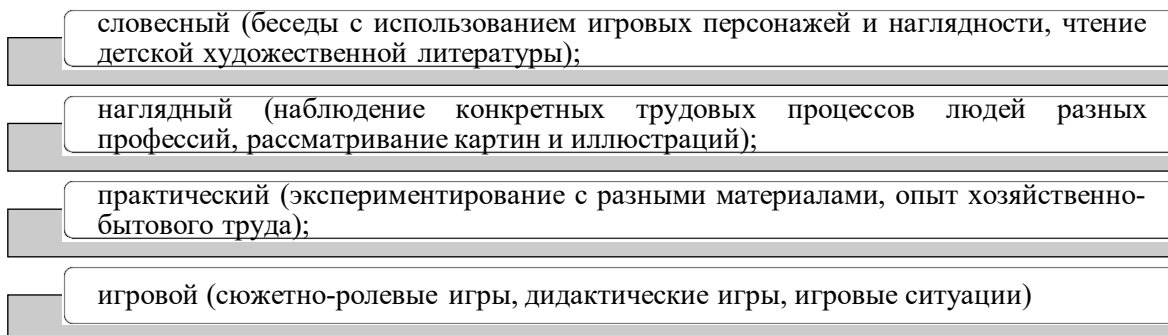 словесный (беседы с использованием игровых персонажей и наглядности, чтение
детской художественной литературы);
наглядный (наблюдение конкретных трудовых процессов людей разных
профессий, рассматривание картин и иллюстраций);
практический (экспериментирование с разными материалами, опыт хозяйственно-
бытового труда);
игровой (сюжетно-ролевые игры, дидактические игры, игровые ситуации)